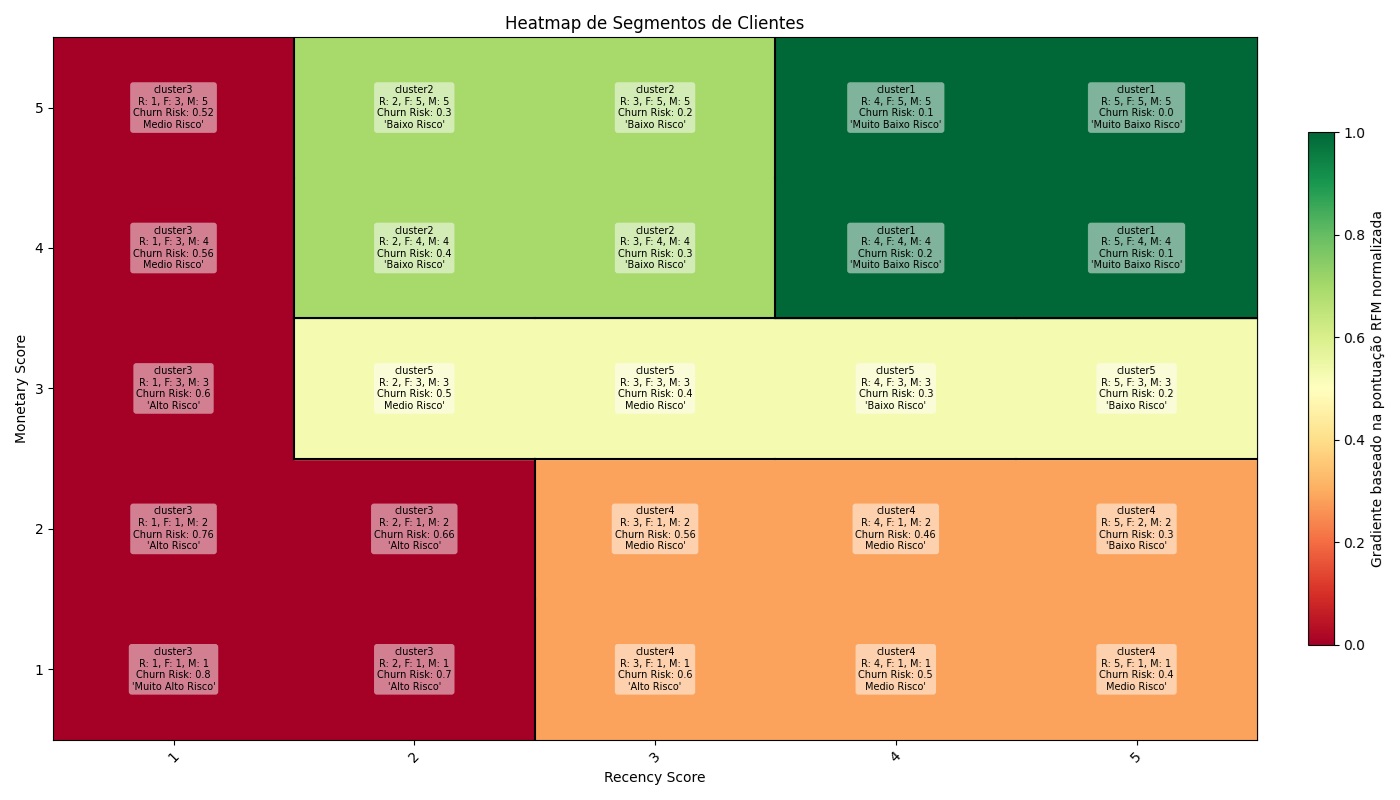 Heatmap de Segmentos de Clientes
Monetary Score
5
cluster3
R: 1, F: 3, M: 5
Churn Risk: 0.52
Medio Risco'
cluster2
R: 2, F: 5, M: 5
Churn Risk: 0.3
'Baixo Risco'
cluster2
R: 3, F: 5, M: 5
Churn Risk: 0.2
'Baixo Risco'
cluster1
R: 4, F: 5, M: 5
Churn Risk: 0.1
'Muito Baixo Risco'
cluster1
R: 5, F: 5, M: 5
Churn Risk: 0.0
'Muito Baixo Risco'
4
cluster3
R: 1, F: 3, M: 4
Churn Risk: 0.56
Medio Risco'
cluster2
R: 2, F: 4, M: 4
Churn Risk: 0.4
'Baixo Risco'
cluster2
R: 3, F: 4, M: 4
Churn Risk: 0.3
'Baixo Risco'
cluster1
R: 4, F: 4, M: 4
Churn Risk: 0.2
'Muito Baixo Risco'
cluster1
R: 5, F: 4, M: 4
Churn Risk: 0.1
'Muito Baixo Risco'
3
cluster3
R: 1, F: 3, M: 3
Churn Risk: 0.6
'Alto Risco'
cluster5
R: 2, F: 3, M: 3
Churn Risk: 0.5
Medio Risco'
cluster5
R: 3, F: 3, M: 3
Churn Risk: 0.4
Medio Risco'
cluster5
R: 4, F: 3, M: 3
Churn Risk: 0.3
'Baixo Risco'
cluster5
R: 5, F: 3, M: 3
Churn Risk: 0.2
'Baixo Risco'
2
cluster3
R: 1, F: 1, M: 2
Churn Risk: 0.76
'Alto Risco'
cluster3
R: 2, F: 1, M: 2
Churn Risk: 0.66
'Alto Risco'
cluster4
R: 3, F: 1, M: 2
Churn Risk: 0.56
Medio Risco'
cluster4
R: 4, F: 1, M: 2
Churn Risk: 0.46
Medio Risco'
cluster4
R: 5, F: 2, M: 2
Churn Risk: 0.3
'Baixo Risco'
1
cluster3
R: 1, F: 1, M: 1
Churn Risk: 0.8
'Muito Alto Risco'
cluster3
R: 2, F: 1, M: 1
Churn Risk: 0.7
'Alto Risco'
cluster4
R: 3, F: 1, M: 1
Churn Risk: 0.6
'Alto Risco'
cluster4
R: 4, F: 1, M: 1
Churn Risk: 0.5
Medio Risco'
cluster4
R: 5, F: 1, M: 1
Churn Risk: 0.4
Medio Risco'
1
2
3
4
5
Recency Score
1.0
0.8
0.6
0.4
0.2
0.0
Gradiente baseado na pontuação RFM normalizada